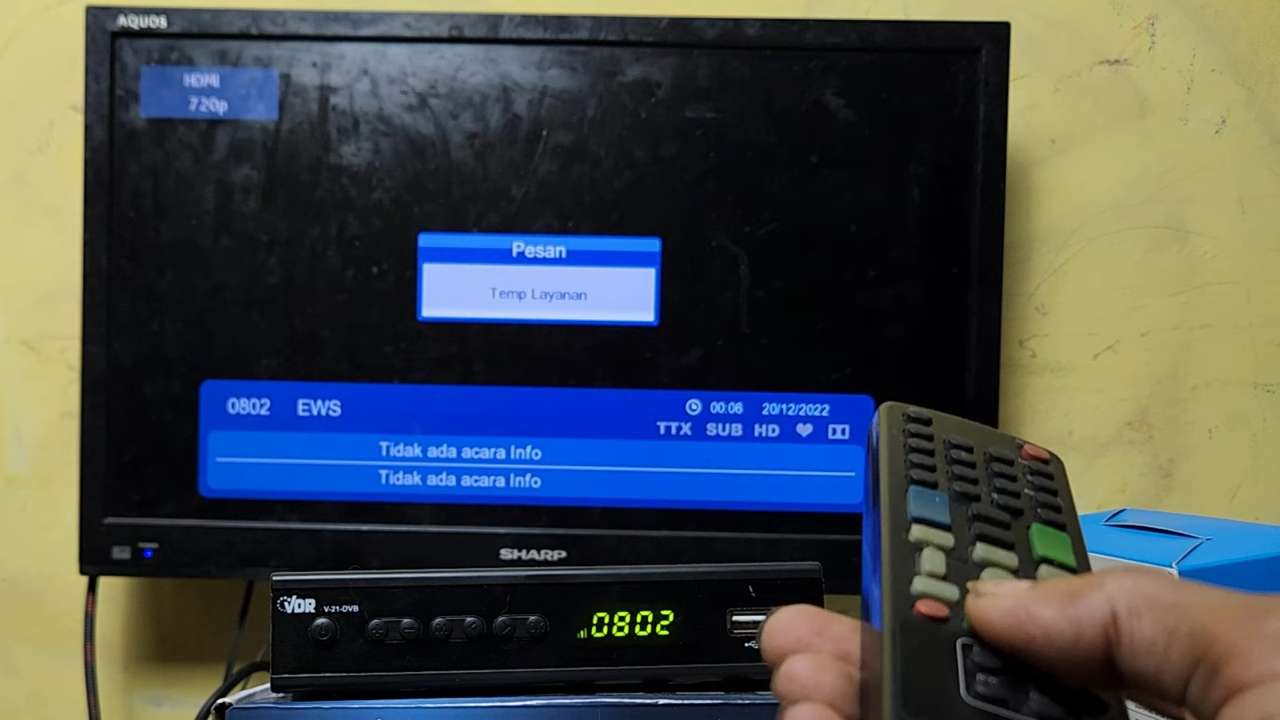 AQUOS
HDMI
720p
Pesan
Temp Layanan
0802 EWS 00:06 20/12/2022
TTX SUB HD
Tidak ada acara Info
Tidak ada acara Info
SHARP
VDR V-21-DVB
0802